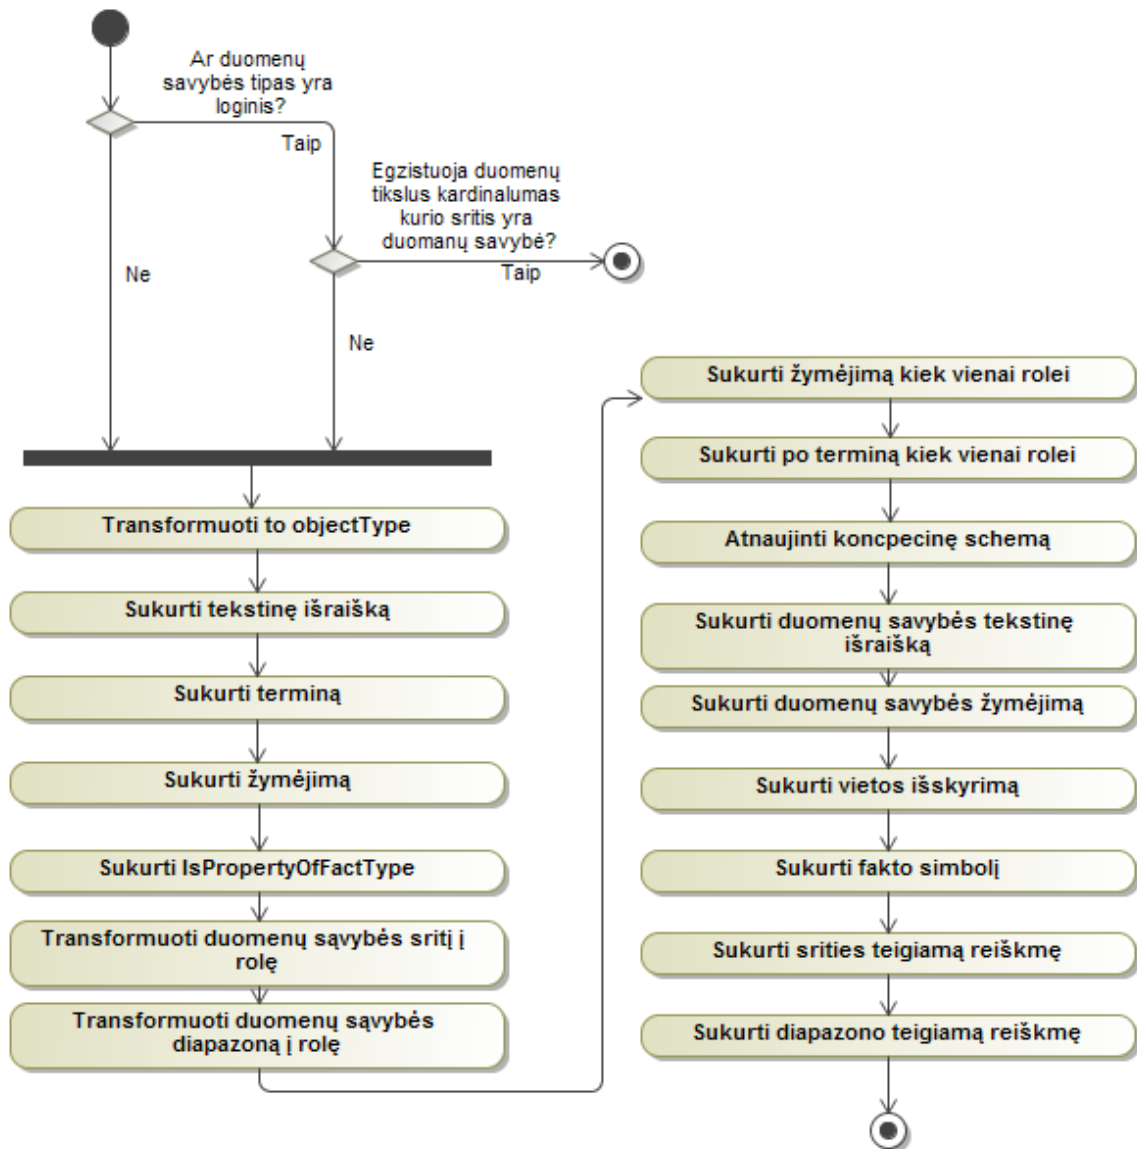 Ar duomenų
savybės tipas yra
loginis?
Taip
Egzistuoja duomenų
tikslus kardinalumas
kurio sritis yra
duomanų savybė?
Taip
Ne
Ne
Transformuoti to objectType
Sukurti tekstinę išraišką
Sukurti terminą
Sukurti žymėjimą
Sukurti IsPropertyOfFactType
Transformuoti duomenų sąvybės sritį į
rolę
Transformuoti duomenų sąvybės
diapazoną į rolę
Sukurti žymėjimą kiek vienai rolei
Sukurti po terminą kiek vienai rolei
Atnaujinti koncpecinę schemą
Sukurti duomenų savybės tekstinę
išraišką
Sukurti duomenų savybės žymėjimą
Sukurti vietos išskyrimą
Sukurti fakto simbolį
Sukurti srities teigiamą reiškmę
Sukurti diapazono teigiamą reiškmę